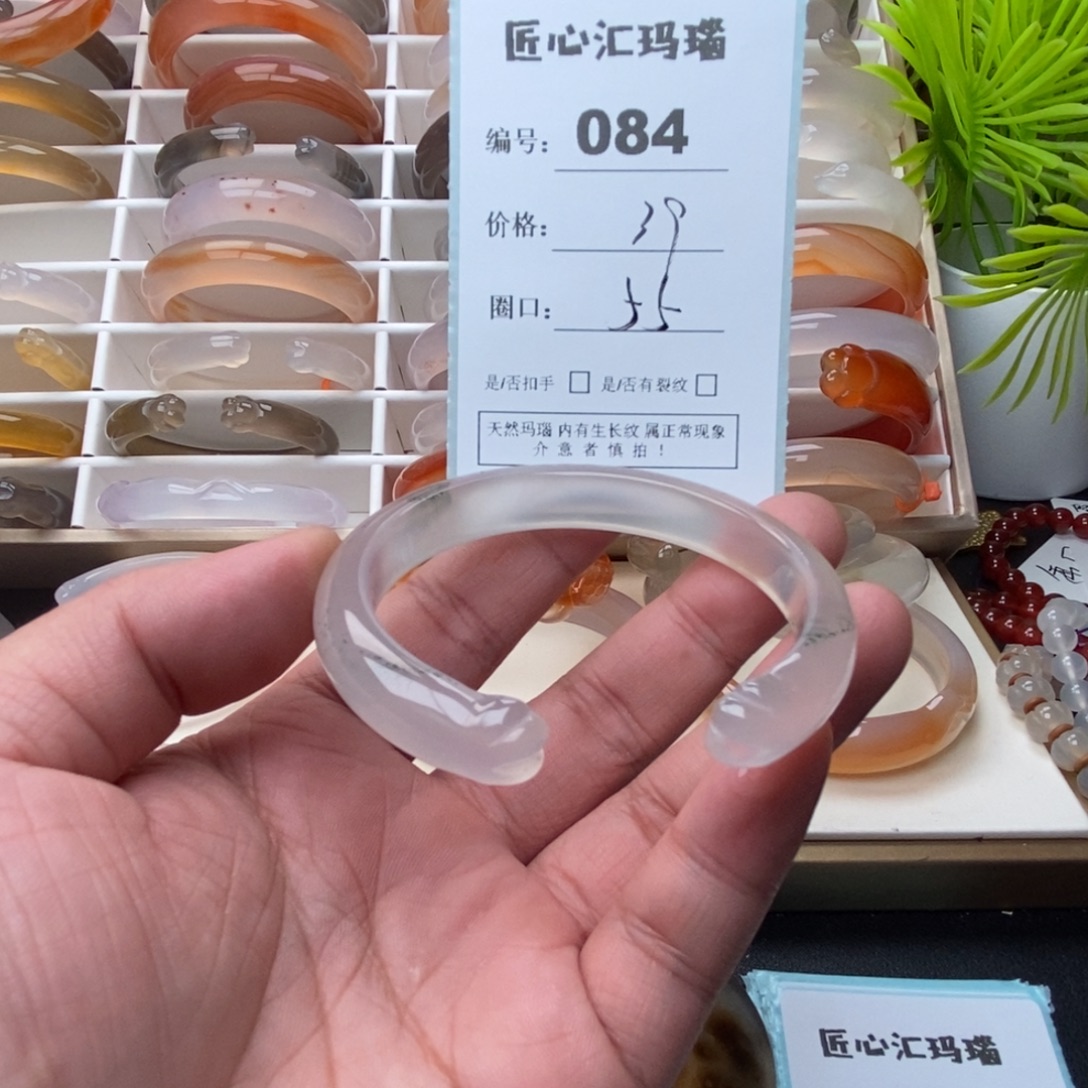 匠心汇玛瑙
编号: 084
价格: 39
圈口: 55
是/否扣手 □ 是/否有裂纹 □
天然玛瑙 内有生长纹 属正常现象
介意者慎拍!
匠心汇玛瑙